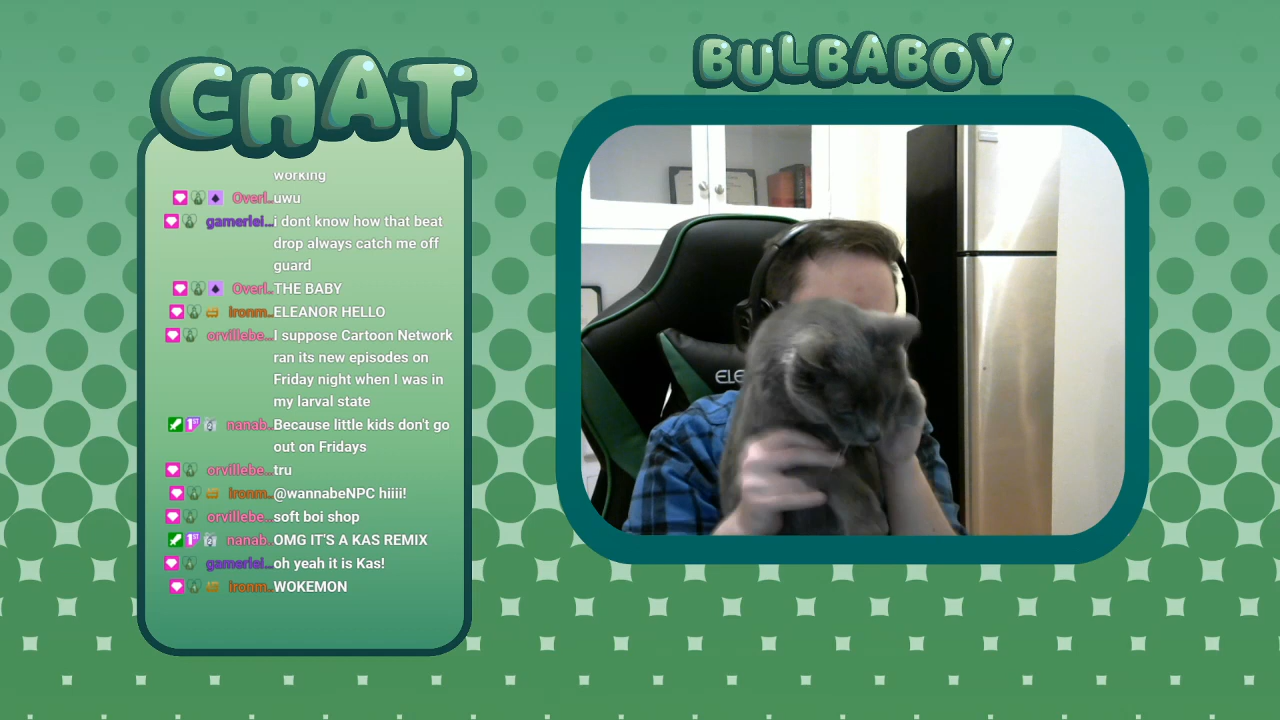 CHAT
BULBABOY
working
Overl.. uwu
gamerlei... i dont know how that beat
drop always catch me off
guard
Overl.. THE BABY
ironm.. ELEANOR HELLO
orvillebe... I suppose Cartoon Network
ran its new episodes on
Friday night when I was in
my larval state
nanab.. Because little kids don't go
out on Fridays
orvillebe... tru
ironm.. @wannabeNPC hiiii!
orvillebe... soft boi shop
nanab.. OMG IT'S A KAS REMIX
gamerlei... oh yeah it is Kas!
ironm.. WOKEMON
ELE